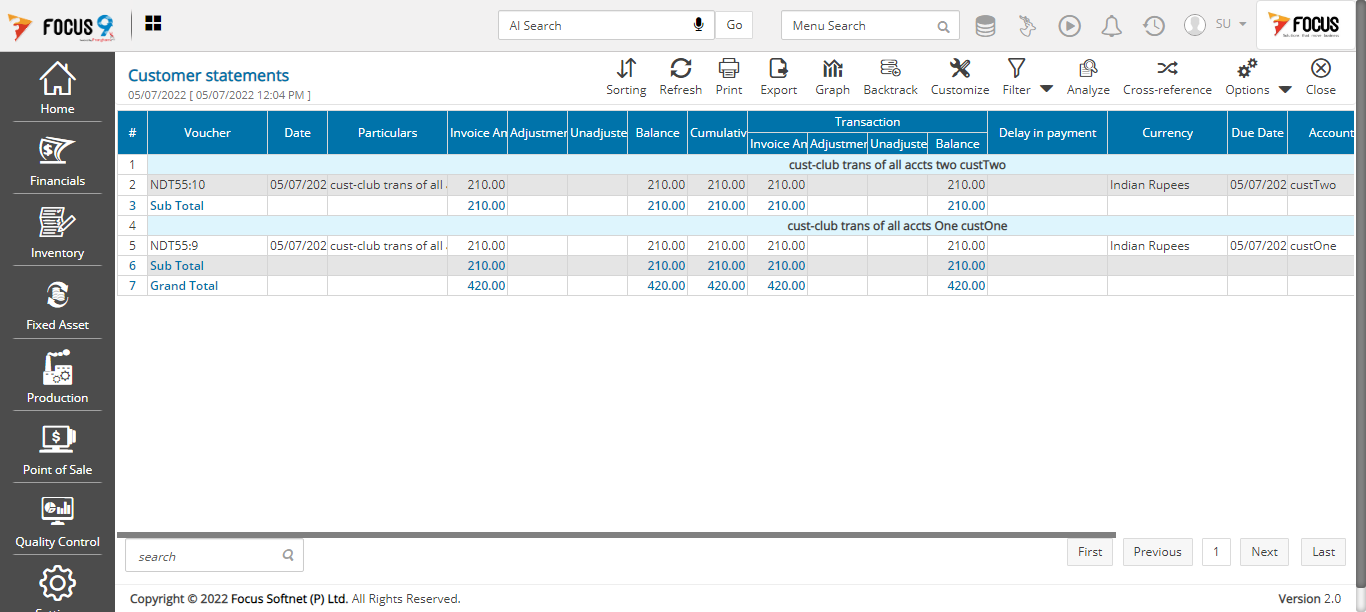 FOCUS 9 AI Search Go Menu Search SU FOCUS
Customer statements
05/07/2022 [ 05/07/2022 12:04 PM ]
Sorting Refresh Print Export Graph Backtrack Customize Filter Analyze Cross-reference Options Close
Home
Financials
Inventory
Fixed Asset
Production
Point of Sale
Quality Control
# Voucher Date Particulars Invoice An Adjustmen Unadjuste Balance Cumulativ Transaction Delay in payment Currency Due Date Account
Invoice An Adjustmen Unadjuste Balance
1 cust-club trans of all accts two custTwo
2 NDT55:10 05/07/202 cust-club trans of all 210.00 210.00 210.00 210.00 210.00 Indian Rupees 05/07/202 custTwo
3 Sub Total 210.00 210.00 210.00 210.00 210.00
4 cust-club trans of all accts One custOne
5 NDT55:9 05/07/202 cust-club trans of all 210.00 210.00 210.00 210.00 210.00 Indian Rupees 05/07/202 custOne
6 Sub Total 210.00 210.00 210.00 210.00 210.00
7 Grand Total 420.00 420.00 420.00 420.00 420.00
search First Previous 1 Next Last
Copyright © 2022 Focus Softnet (P) Ltd. All Rights Reserved. Version 2.0